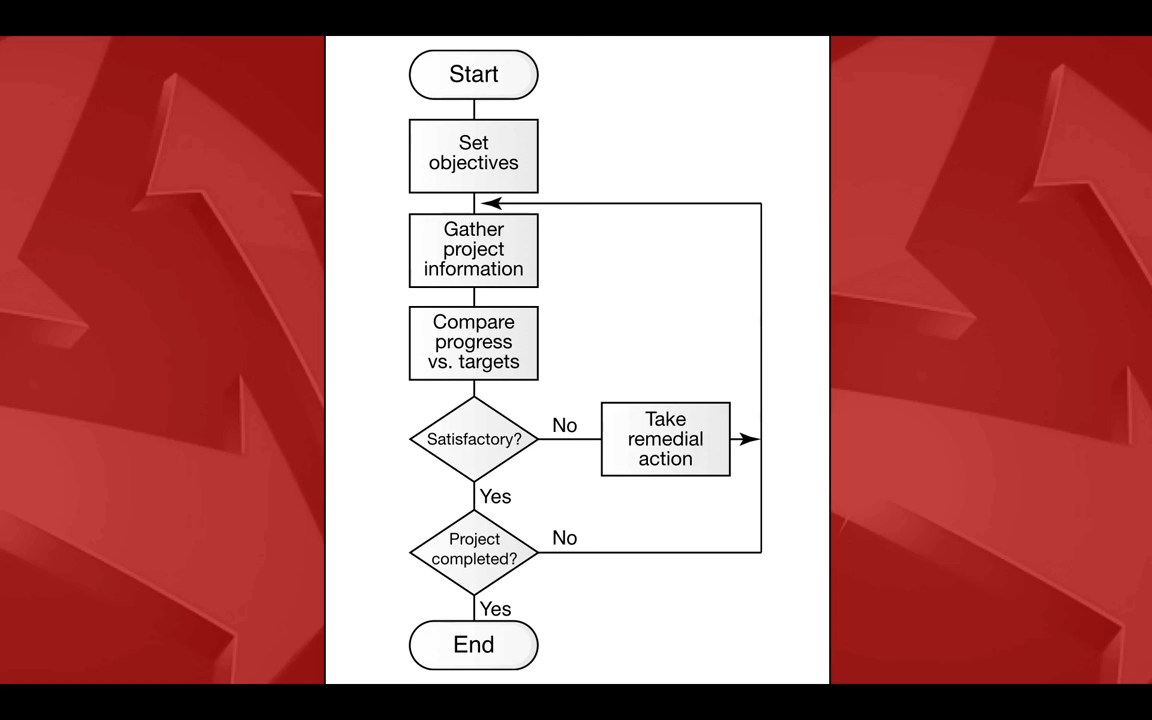 Start
Set
objectives
Gather
project
information
Compare
progress
vs. targets
Satisfactory?
No
Take
remedial
action
Yes
Project
completed?
No
Yes
End